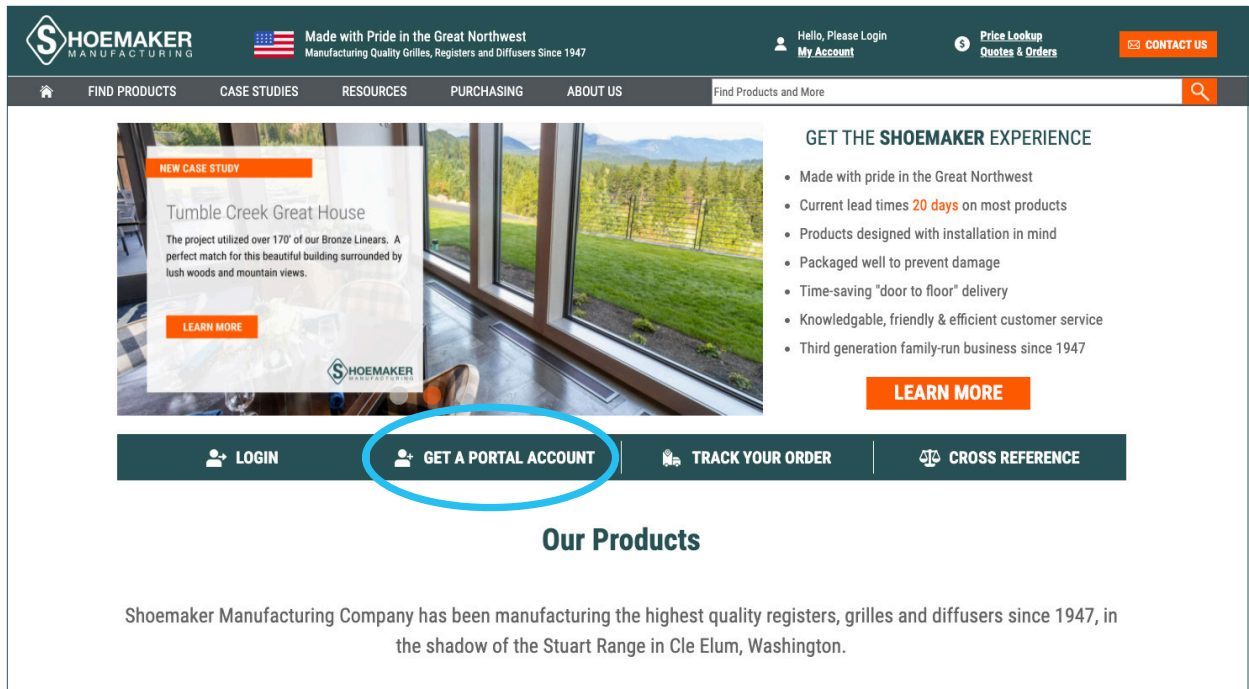 SHOEMAKER
MANUFACTURING
Made with Pride in the Great Northwest
Manufacturing Quality Grilles, Registers and Diffusers Since 1947
Hello, Please Login
My Account
$
Price Lookup
Quotes & Orders
CONTACT US
FIND PRODUCTS
CASE STUDIES
RESOURCES
PURCHASING
ABOUT US
Find Products and More
NEW CASE STUDY
Tumble Creek Great House
The project utilized over 170' of our Bronze Linears. A
perfect match for this beautiful building surrounded by
lush woods and mountain views.
LEARN MORE
SHOEMAKER
MANUFACTURING
GET THE SHOEMAKER EXPERIENCE
Made with pride in the Great Northwest
Current lead times 20 days on most products
Products designed with installation in mind
Packaged well to prevent damage
Time-saving "door to floor" delivery
Knowledgable, friendly & efficient customer service
Third generation family-run business since 1947
LEARN MORE
LOGIN
GET A PORTAL ACCOUNT
TRACK YOUR ORDER
CROSS REFERENCE
Our Products
Shoemaker Manufacturing Company has been manufacturing the highest quality registers, grilles and diffusers since 1947, in
the shadow of the Stuart Range in Cle Elum, Washington.